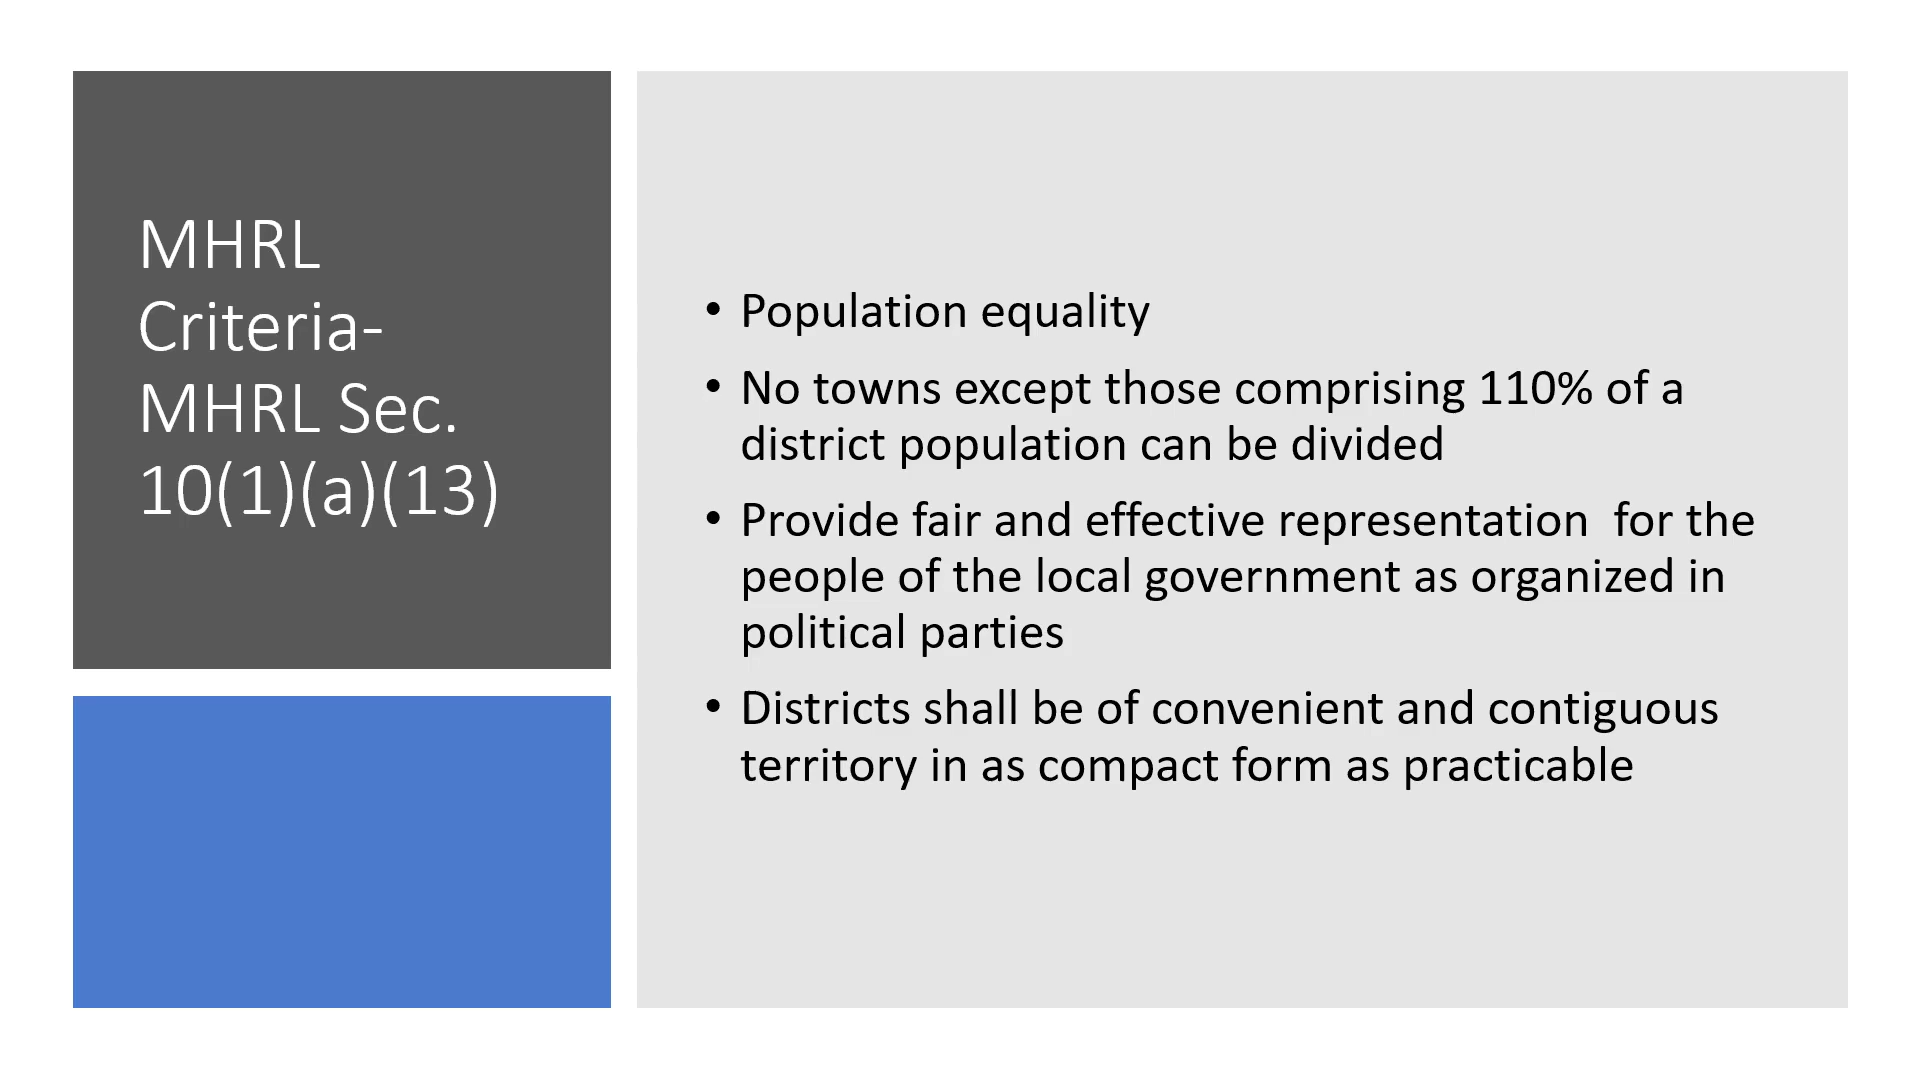 MHRL
Criteria-
MHRL Sec.
10(1)(a)(13)
• Population equality
• No towns except those comprising 110% of a
district population can be divided
• Provide fair and effective representation  for the
people of the local government as organized in
political parties
• Districts shall be of convenient and contiguous
territory in as compact form as practicable